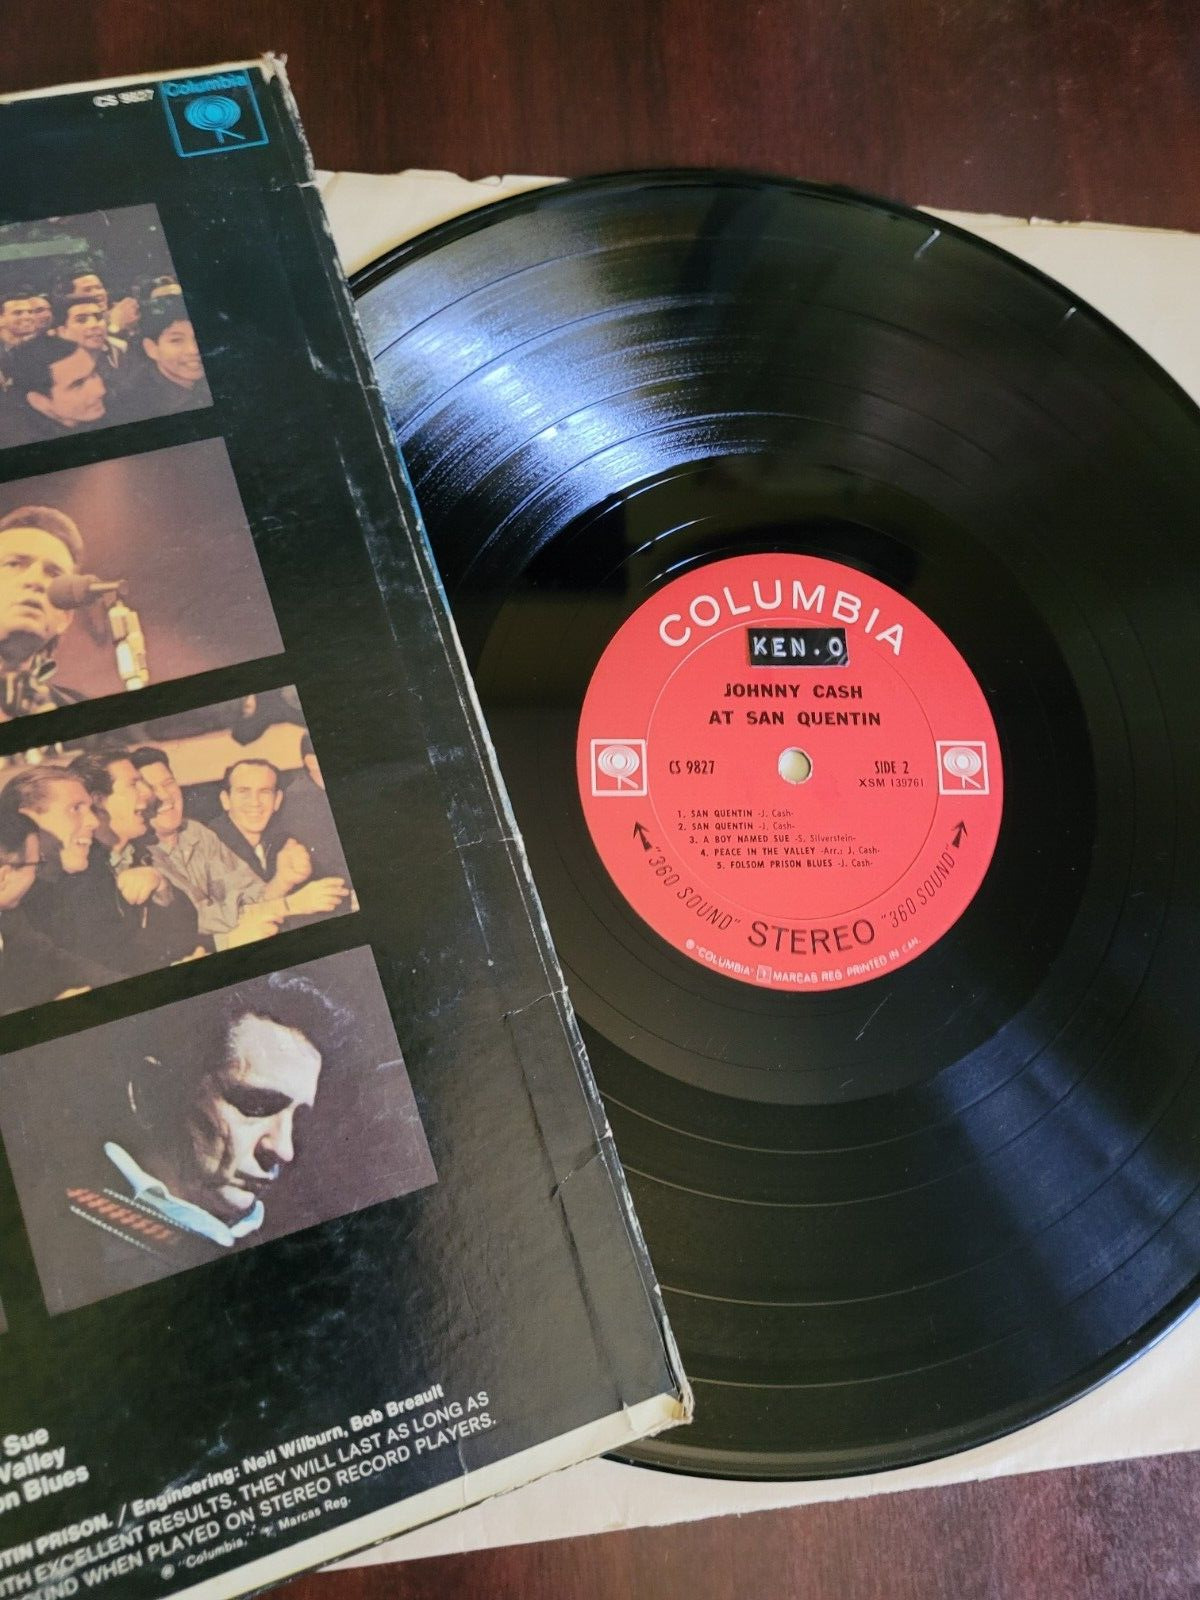 CS 9827
Columbia
COLUMBIA
KEN.O
JOHNNY CASH
AT SAN QUENTIN
CS 9827
SIDE 2
XSM 139761
1. SAN QUENTIN -J. Cash-
2. SAN QUENTIN -J. Cash-
3. A BOY NAMED SUE -S. Silverstein-
4. PEACE IN THE VALLEY -Arr.: J. Cash-
5. FOLSOM PRISON BLUES -J. Cash-
"360 SOUND" STEREO "360 SOUND"
® "COLUMBIA" MARCAS REG. PRINTED IN CAN.
Sue
Valley
on Blues
NTIN PRISON. / Engineering: Neil Wilburn, Bob Breault
ITH EXCELLENT RESULTS. THEY WILL LAST AS LONG AS
OUND WHEN PLAYED ON STEREO RECORD PLAYERS.
® "Columbia," Marcas Reg.